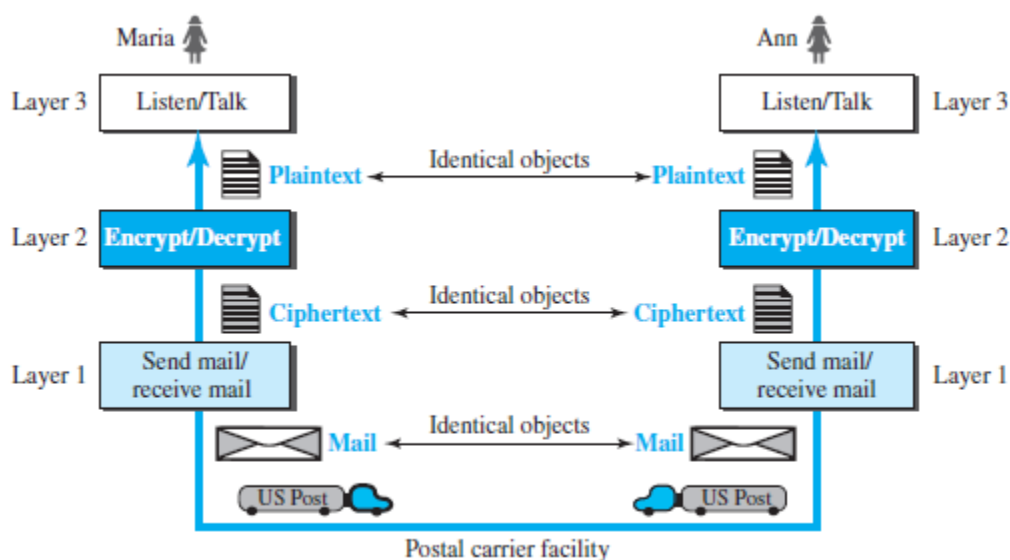 Maria Ann
Layer 3 Listen/Talk Listen/Talk Layer 3
Identical objects
Plaintext Plaintext
Layer 2 Encrypt/Decrypt Encrypt/Decrypt Layer 2
Identical objects
Ciphertext Ciphertext
Layer 1 Send mail/ Send mail/ Layer 1
receive mail receive mail
Identical objects
Mail Mail
US Post US Post
Postal carrier facility